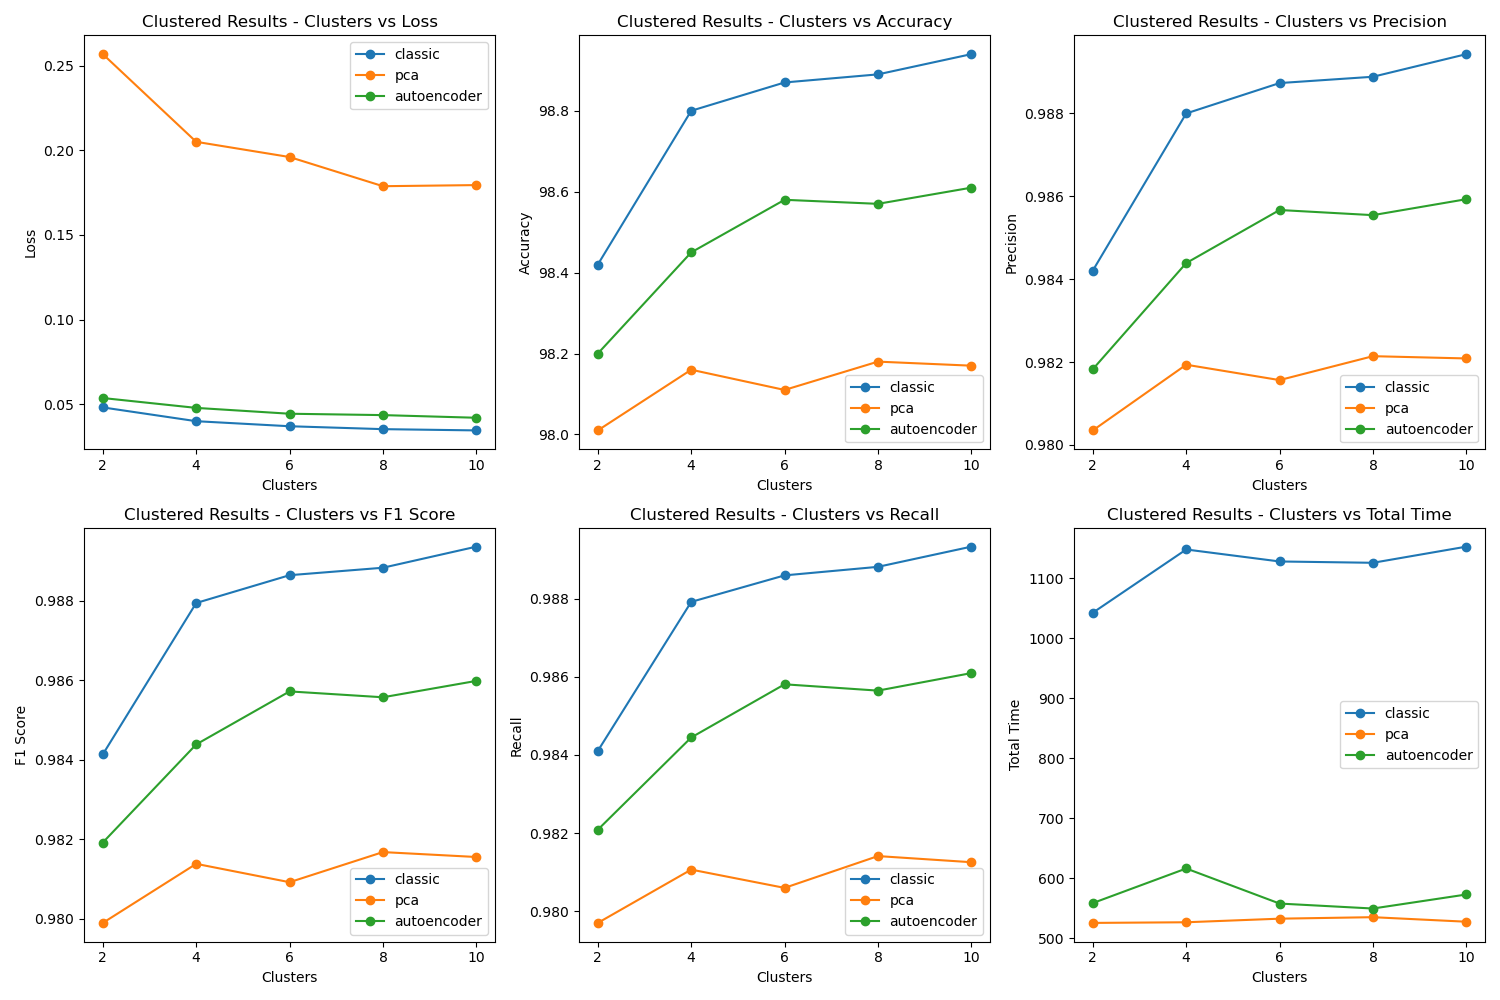 Clustered Results - Clusters vs Loss
0.25
0.20
0.15
0.10
0.05
Loss
2 4 6 8 10
Clusters
classic
pca
autoencoder
Clustered Results - Clusters vs Accuracy
98.8
98.6
98.4
98.2
98.0
Accuracy
2 4 6 8 10
Clusters
classic
pca
autoencoder
Clustered Results - Clusters vs Precision
0.988
0.986
0.984
0.982
0.980
Precision
2 4 6 8 10
Clusters
classic
pca
autoencoder
Clustered Results - Clusters vs F1 Score
0.988
0.986
0.984
0.982
0.980
F1 Score
2 4 6 8 10
Clusters
classic
pca
autoencoder
Clustered Results - Clusters vs Recall
0.988
0.986
0.984
0.982
0.980
Recall
2 4 6 8 10
Clusters
classic
pca
autoencoder
Clustered Results - Clusters vs Total Time
1100
1000
900
800
700
600
500
Total Time
2 4 6 8 10
Clusters
classic
pca
autoencoder